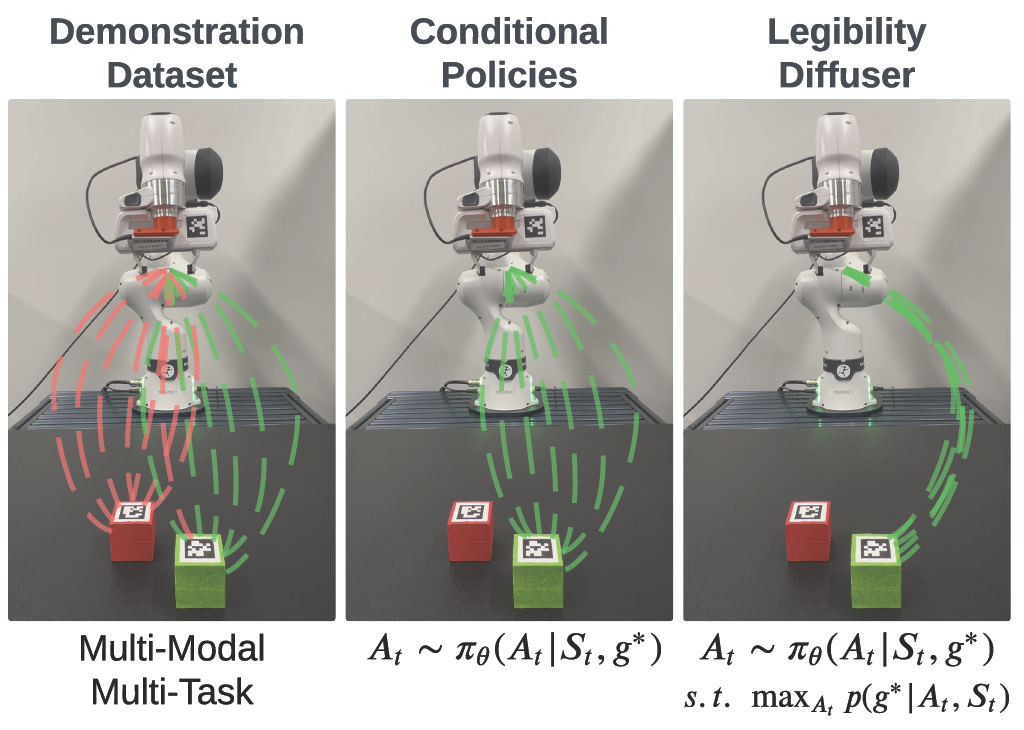 Demonstration
Dataset
Conditional
Policies
Legibility
Diffuser
Multi-Modal
Multi-Task
$A_t \sim \pi_\theta(A_t|S_t, g^*)$
$A_t \sim \pi_\theta(A_t|S_t, g^*)$
$s.t. \ \max_{A_t} p(g^*|A_t, S_t)$